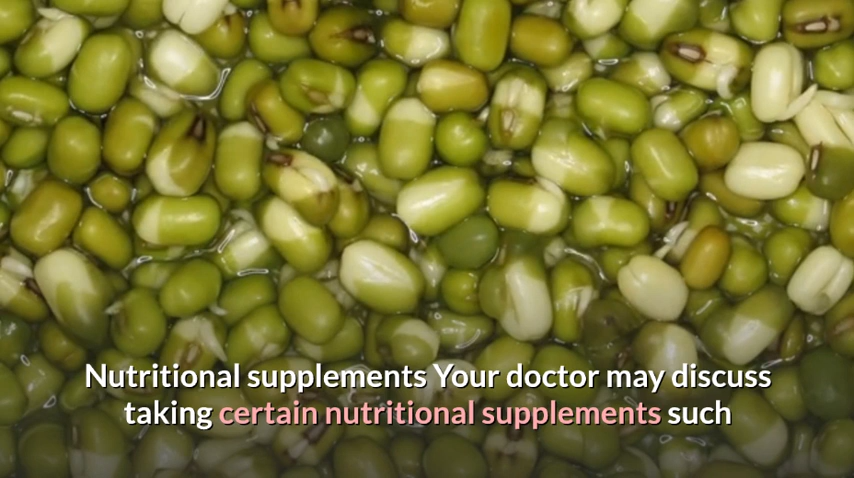 Nutritional supplements Your doctor may discuss
taking certain nutritional supplements such